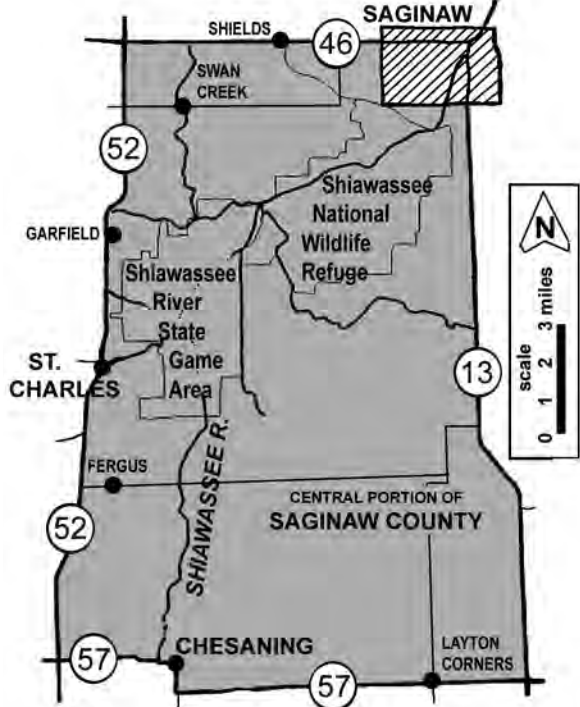 SAGINAW
SHIELDS
46
SWAN
CREEK
52
Shiawassee
National
Wildlife
Refuge
N
GARFIELD
Shiawassee
River
State
Game
Area
scale
0 1 2 3 miles
ST.
CHARLES
13
FERGUS
SHIAWASSEE R.
CENTRAL PORTION OF
SAGINAW COUNTY
52
57
CHESANING
LAYTON
CORNERS
57